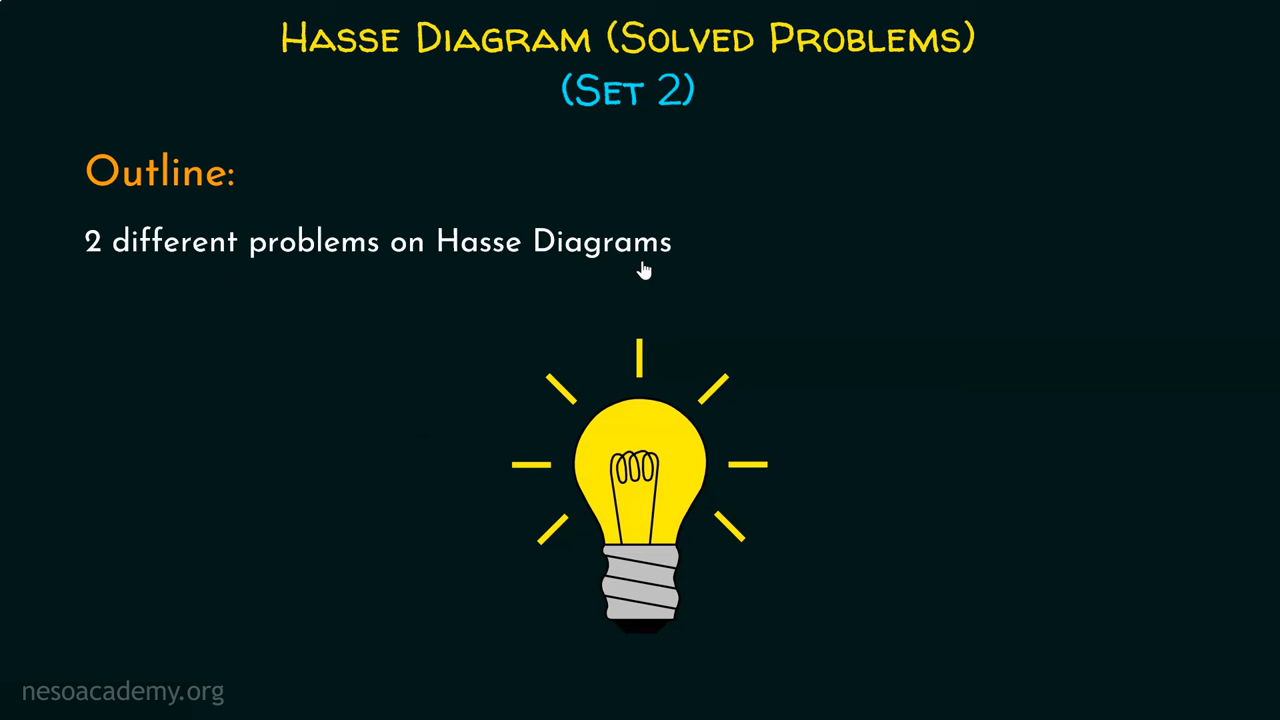 Hasse Diagram (Solved Problems)
(Set 2)
Outline:
2 different problems on Hasse Diagrams
nesoacademy.org